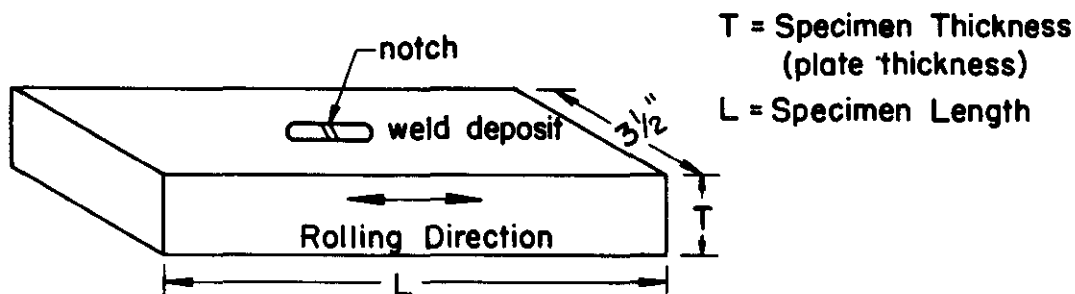 notch
weld deposit
3 1/2"
T
Rolling Direction
L
T = Specimen Thickness
(plate thickness)
L = Specimen Length